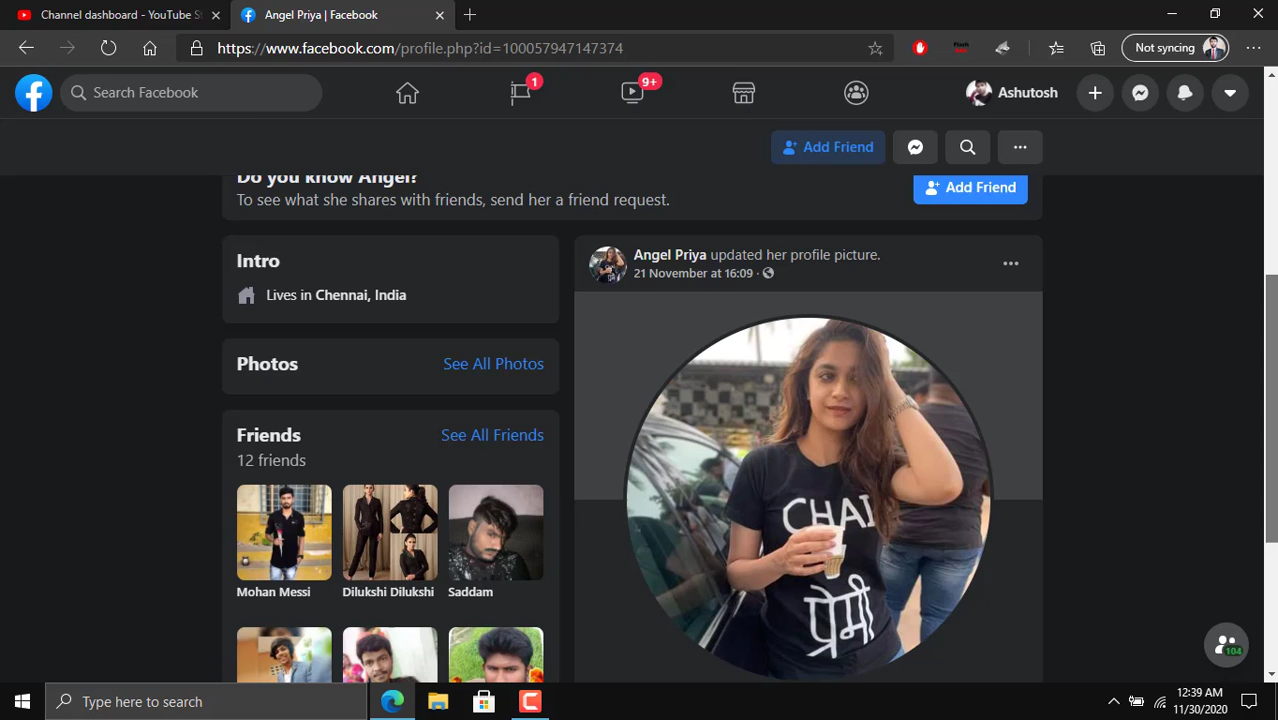 Channel dashboard - YouTube S
Angel Priya | Facebook
https://www.facebook.com/profile.php?id=100057947147374
Not syncing
Search Facebook
1
9+
Ashutosh
Add Friend
Do you know Angel?
To see what she shares with friends, send her a friend request.
Add Friend
Intro
Lives in Chennai, India
Photos
See All Photos
Friends
See All Friends
12 friends
Mohan Messi
Dilukshi Dilukshi
Saddam
Angel Priya updated her profile picture.
21 November at 16:09
CHAI
प्रेमी
104
Type here to search
12:39 AM
11/30/2020